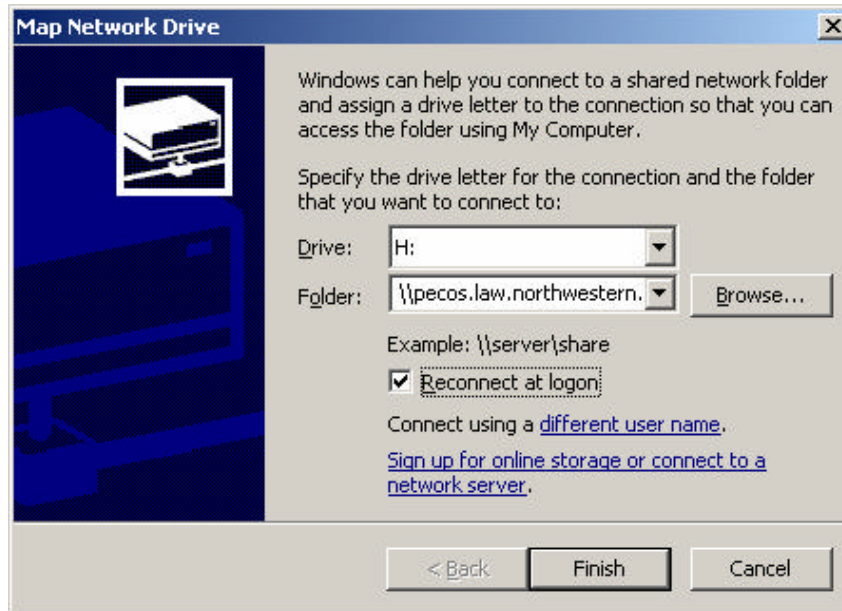 Map Network Drive
Windows can help you connect to a shared network folder
and assign a drive letter to the connection so that you can
access the folder using My Computer.
Specify the drive letter for the connection and the folder
that you want to connect to:
Drive: H:
Folder: \\pecos.law.northwestern. Browse...
Example: \\server\share
Reconnect at logon
Connect using a different user name.
Sign up for online storage or connect to a
network server.
< Back Finish Cancel